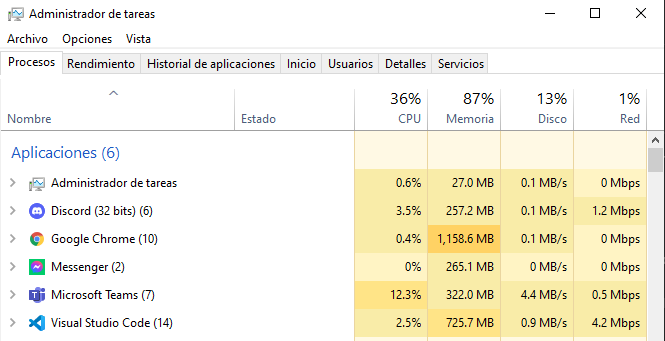 Administrador de tareas
Archivo Opciones Vista
Procesos Rendimiento Historial de aplicaciones Inicio Usuarios Detalles Servicios
36% 87% 13% 1%
Nombre Estado CPU Memoria Disco Red
Aplicaciones (6)
Administrador de tareas 0.6% 27.0 MB 0.1 MB/s 0 Mbps
Discord (32 bits) (6) 3.5% 257.2 MB 0.1 MB/s 1.2 Mbps
Google Chrome (10) 0.4% 1,158.6 MB 0.1 MB/s 0 Mbps
Messenger (2) 0% 265.1 MB 0 MB/s 0 Mbps
Microsoft Teams (7) 12.3% 322.0 MB 4.4 MB/s 0.5 Mbps
Visual Studio Code (14) 2.5% 725.7 MB 0.9 MB/s 4.2 Mbps